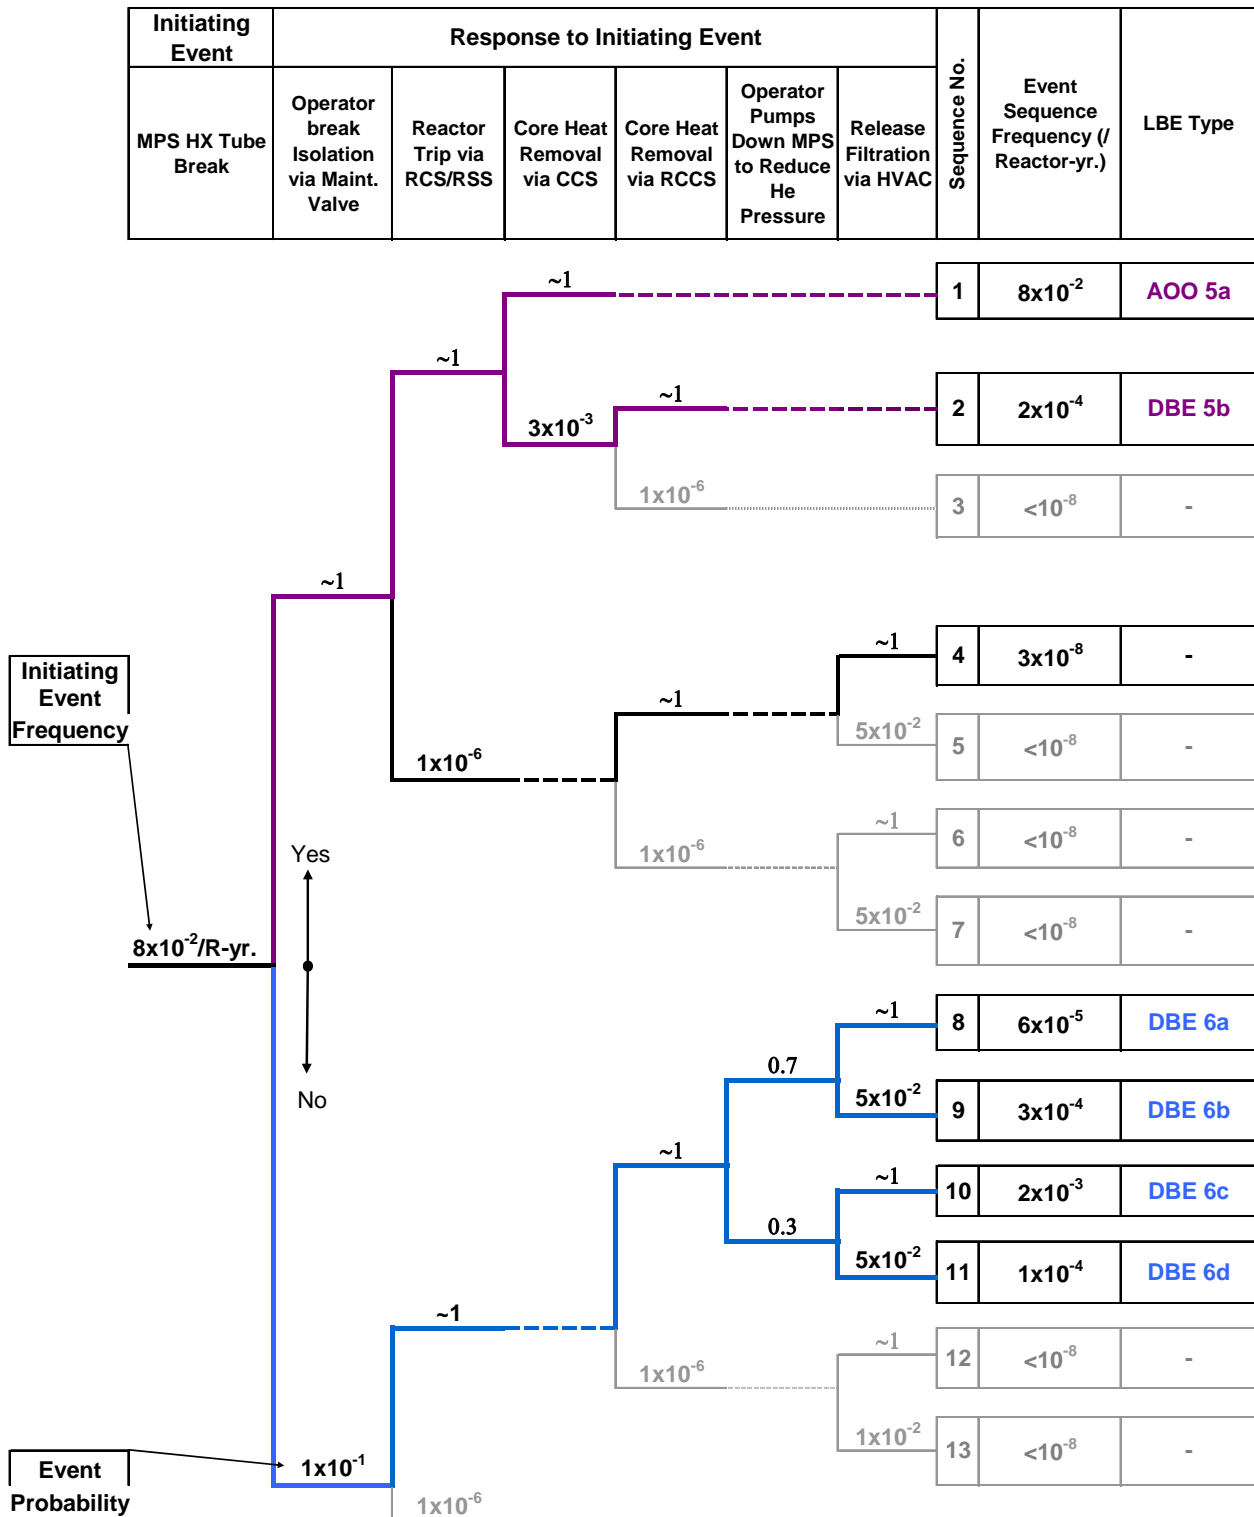 Initiating
Event
Response to Initiating Event
MPS HX Tube
Break
Operator
break
Isolation
via Maint.
Valve
Reactor
Trip via
RCS/RSS
Core Heat
Removal
via CCS
Core Heat
Removal
via RCCS
Operator
Pumps
Down MPS
to Reduce
He
Pressure
Release
Filtration
via HVAC
Sequence No.
Event
Sequence
Frequency (/
Reactor-yr.)
LBE Type
~1
1
8x10⁻²
AOO 5a
~1
~1
3x10⁻³
2
2x10⁻⁴
DBE 5b
1x10⁻⁶
3
<10⁻⁸
-
~1
~1
4
3x10⁻⁸
-
Initiating
Event
Frequency
~1
5x10⁻²
5
<10⁻⁸
-
1x10⁻⁶
~1
6
<10⁻⁸
-
1x10⁻⁶
Yes
5x10⁻²
7
<10⁻⁸
-
8x10⁻²/R-yr.
~1
8
6x10⁻⁵
DBE 6a
0.7
No
5x10⁻²
9
3x10⁻⁴
DBE 6b
~1
~1
10
2x10⁻³
DBE 6c
0.3
5x10⁻²
11
1x10⁻⁴
DBE 6d
~1
~1
12
<10⁻⁸
-
1x10⁻⁶
1x10⁻²
13
<10⁻⁸
-
Event
Probability
1x10⁻¹
1x10⁻⁶